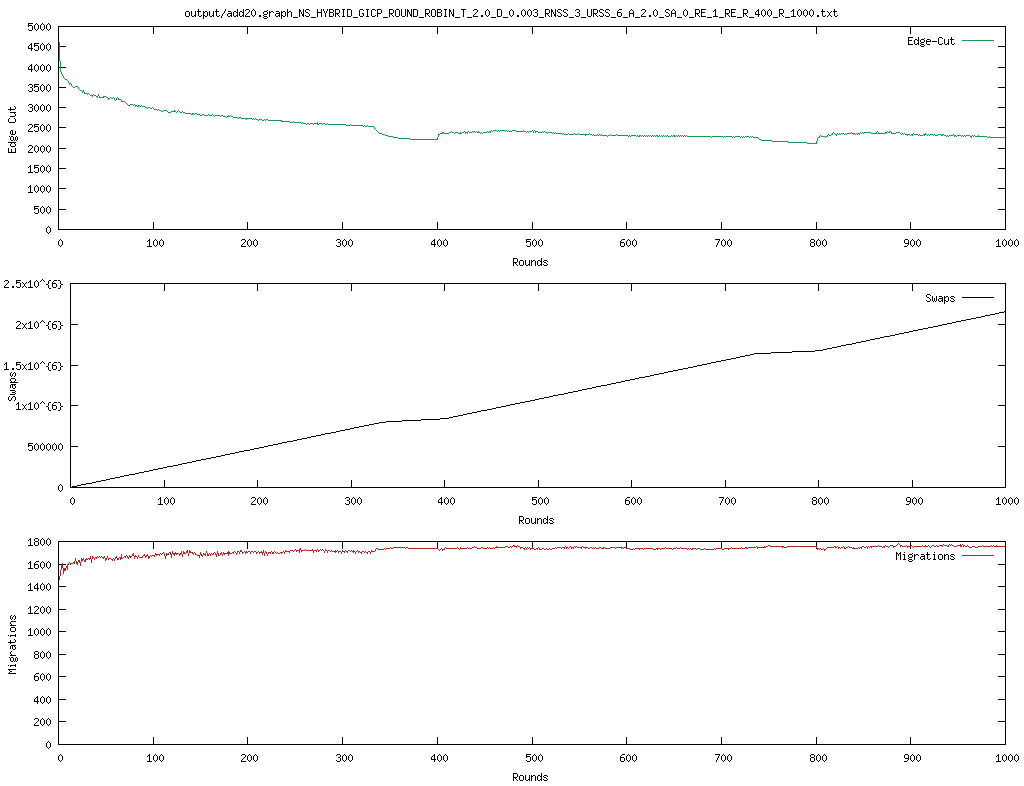 output/add20.graph_NS_HYBRID_GICP_ROUND_ROBIN_T_2.0_D_0.003_RNSS_3_URSS_6_A_2.0_SA_0_RE_1_RE_R_400_R_1000.txt
Edge-Cut
Edge Cut
5000
4500
4000
3500
3000
2500
2000
1500
1000
500
0
0 100 200 300 400 500 600 700 800 900 1000
Rounds
Swaps
Swaps
2.5x10^{6}
2x10^{6}
1.5x10^{6}
1x10^{6}
500000
0
0 100 200 300 400 500 600 700 800 900 1000
Rounds
Migrations
Migrations
1800
1600
1400
1200
1000
800
600
400
200
0
0 100 200 300 400 500 600 700 800 900 1000
Rounds